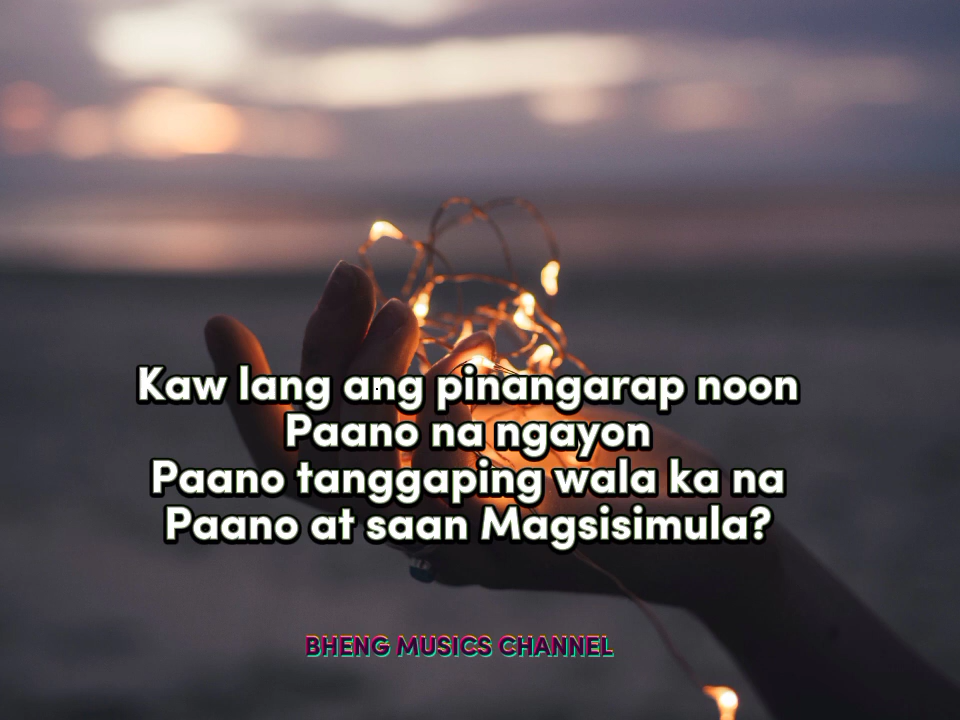 Kaw lang ang pinangarap noon
Paano na ngayon
Paano tanggaping wala ka na
Paano at saan Magsisimula?
BHENG MUSICS CHANNEL